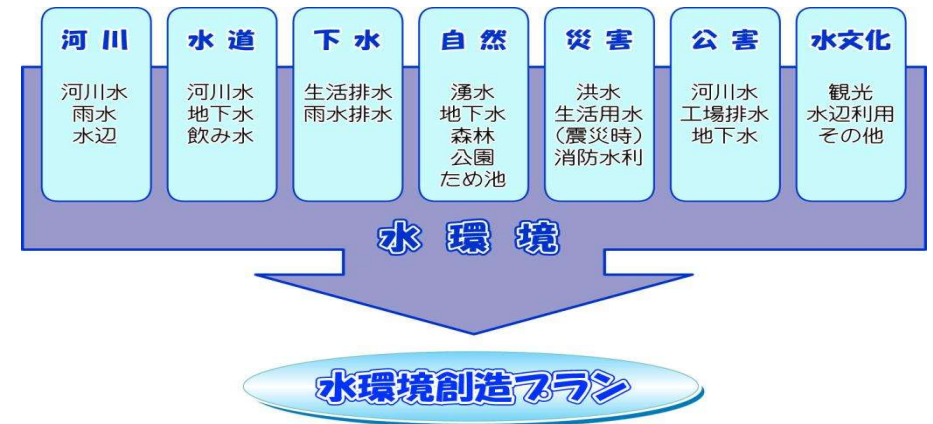 河川
河川水
雨水
水辺
水道
河川水
地下水
飲み水
下水
生活排水
雨水排水
自然
湧水
地下水
森林
公園
ため池
災害
洪水
生活用水
(震災時)
消防水利
公害
河川水
工場排水
地下水
水文化
観光
水辺利用
その他
水環境
水環境創造プラン